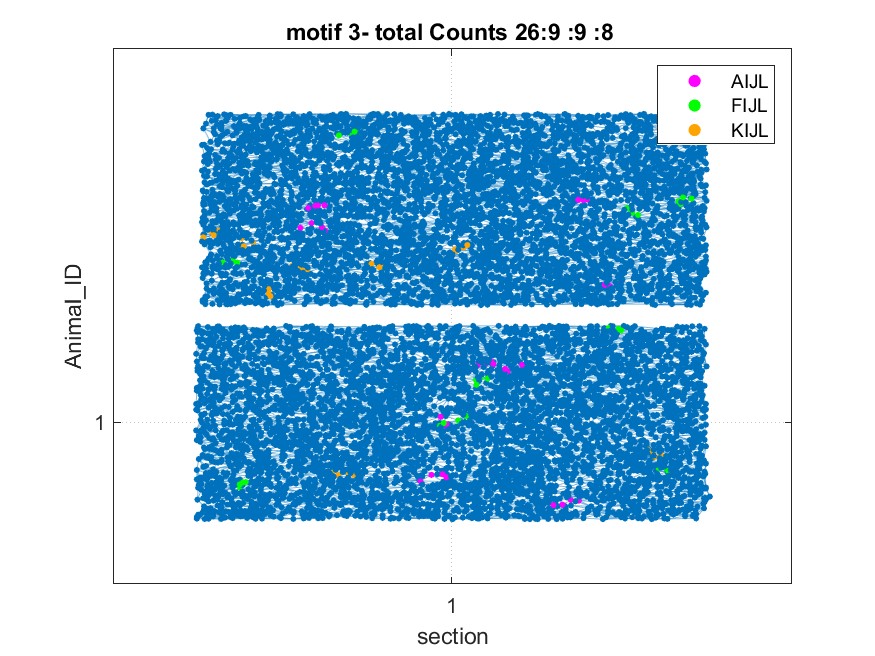 motif 3- total Counts 26:9 :9 :8
AIJL
FIJL
KIJL
Animal_ID
1
1
section